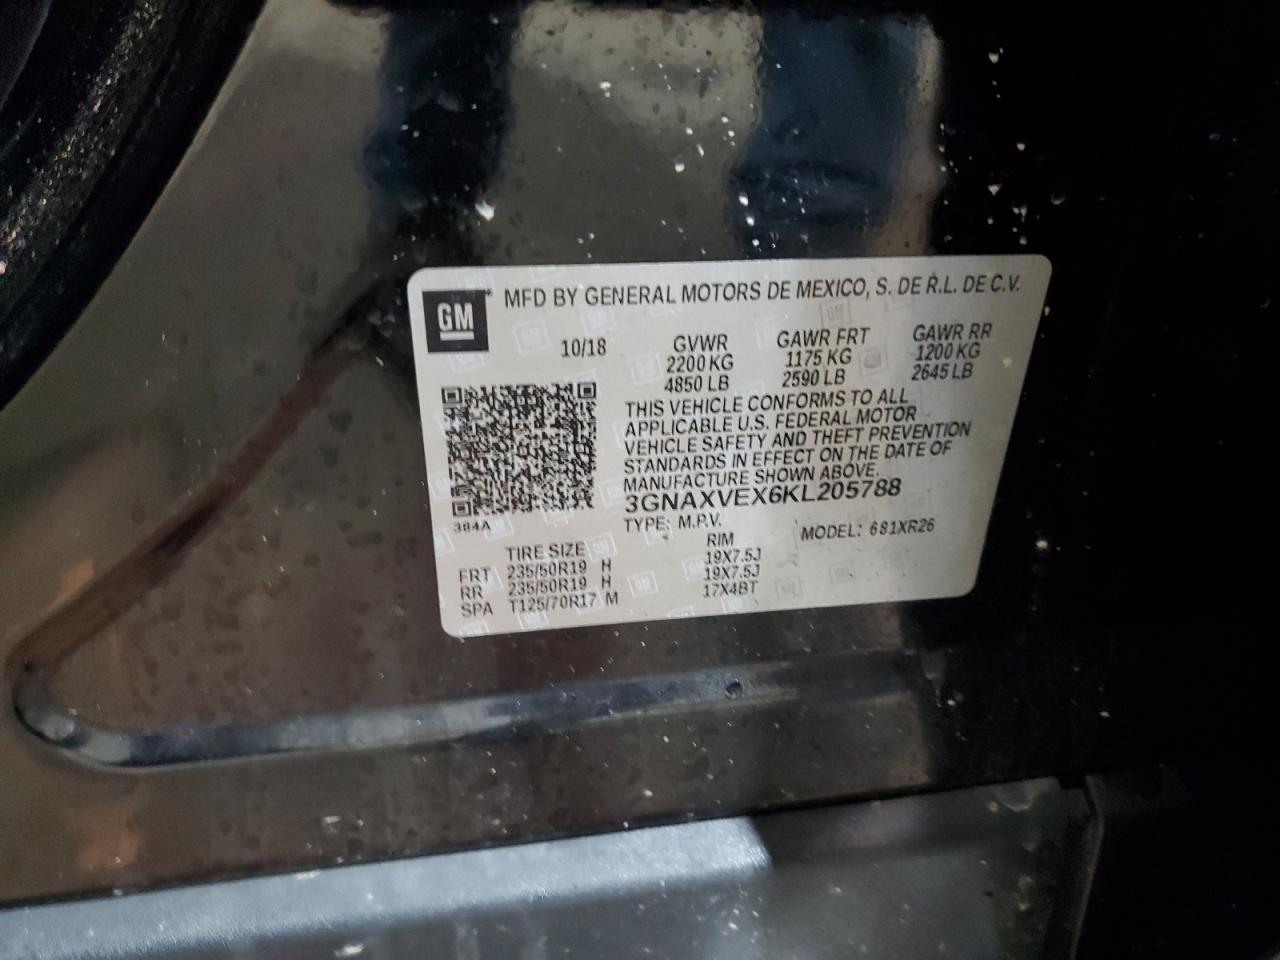 GM
MFD BY GENERAL MOTORS DE MEXICO, S. DE R.L. DE C.V.
10/18 GVWR GAWR FRT GAWR RR
2200 KG 1175 KG 1200 KG
4850 LB 2590 LB 2645 LB
THIS VEHICLE CONFORMS TO ALL
APPLICABLE U.S. FEDERAL MOTOR
VEHICLE SAFETY AND THEFT PREVENTION
STANDARDS IN EFFECT ON THE DATE OF
MANUFACTURE SHOWN ABOVE.
3GNAXVEX6KL205788
384A
TYPE: M.P.V. MODEL: 681XR26
TIRE SIZE RIM
FRT 235/50R19 H 19X7.5J
RR 235/50R19 H 19X7.5J
SPA T125/70R17 M 17X4BT